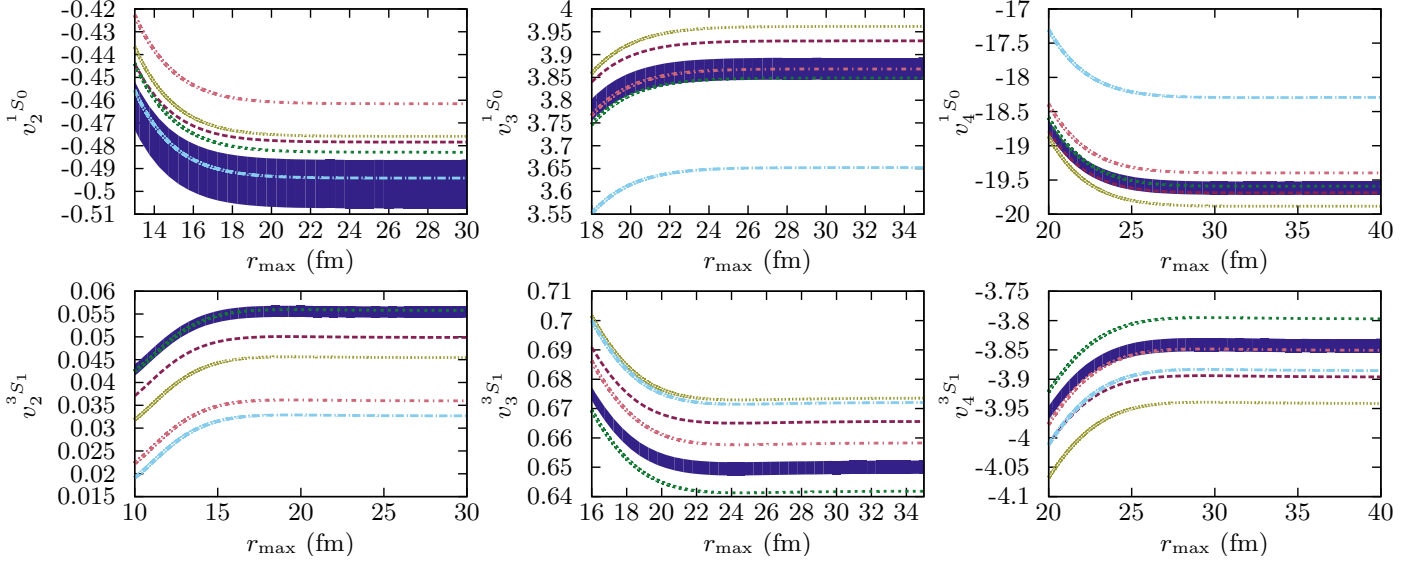 -0.42
-0.43
-0.44
-0.45
-0.46
-0.47
-0.48
-0.49
-0.5
-0.51
14 16 18 20 22 24 26 28 30
r_max (fm)
v_2^{1S_0}
4
3.95
3.9
3.85
3.8
3.75
3.7
3.65
3.6
3.55
18 20 22 24 26 28 30 32 34
r_max (fm)
v_3^{1S_0}
-17
-17.5
-18
-18.5
-19
-19.5
-20
20 25 30 35 40
r_max (fm)
v_4^{1S_0}
0.06
0.055
0.05
0.045
0.04
0.035
0.03
0.025
0.02
0.015
10 15 20 25 30
r_max (fm)
v_2^{3S_1}
0.71
0.7
0.69
0.68
0.67
0.66
0.65
0.64
16 18 20 22 24 26 28 30 32 34
r_max (fm)
v_3^{3S_1}
-3.75
-3.8
-3.85
-3.9
-3.95
-4
-4.05
-4.1
20 25 30 35 40
r_max (fm)
v_4^{3S_1}